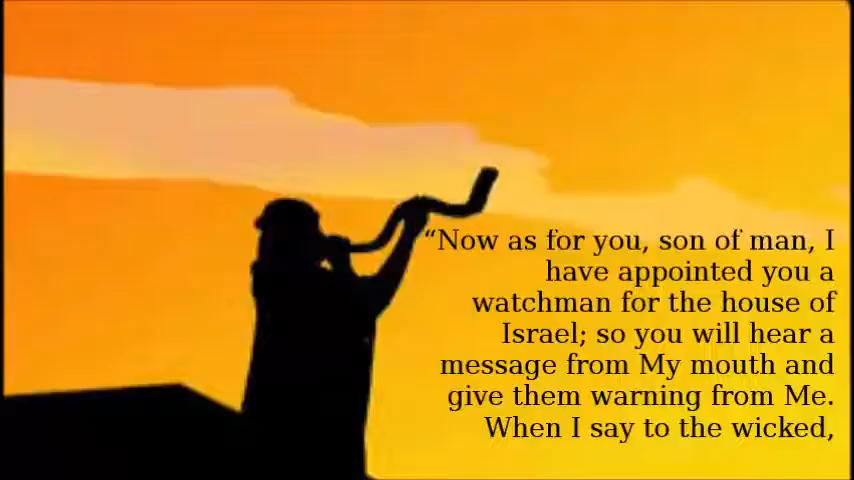 “Now as for you, son of man, I
have appointed you a
watchman for the house of
Israel; so you will hear a
message from My mouth and
give them warning from Me.
When I say to the wicked,